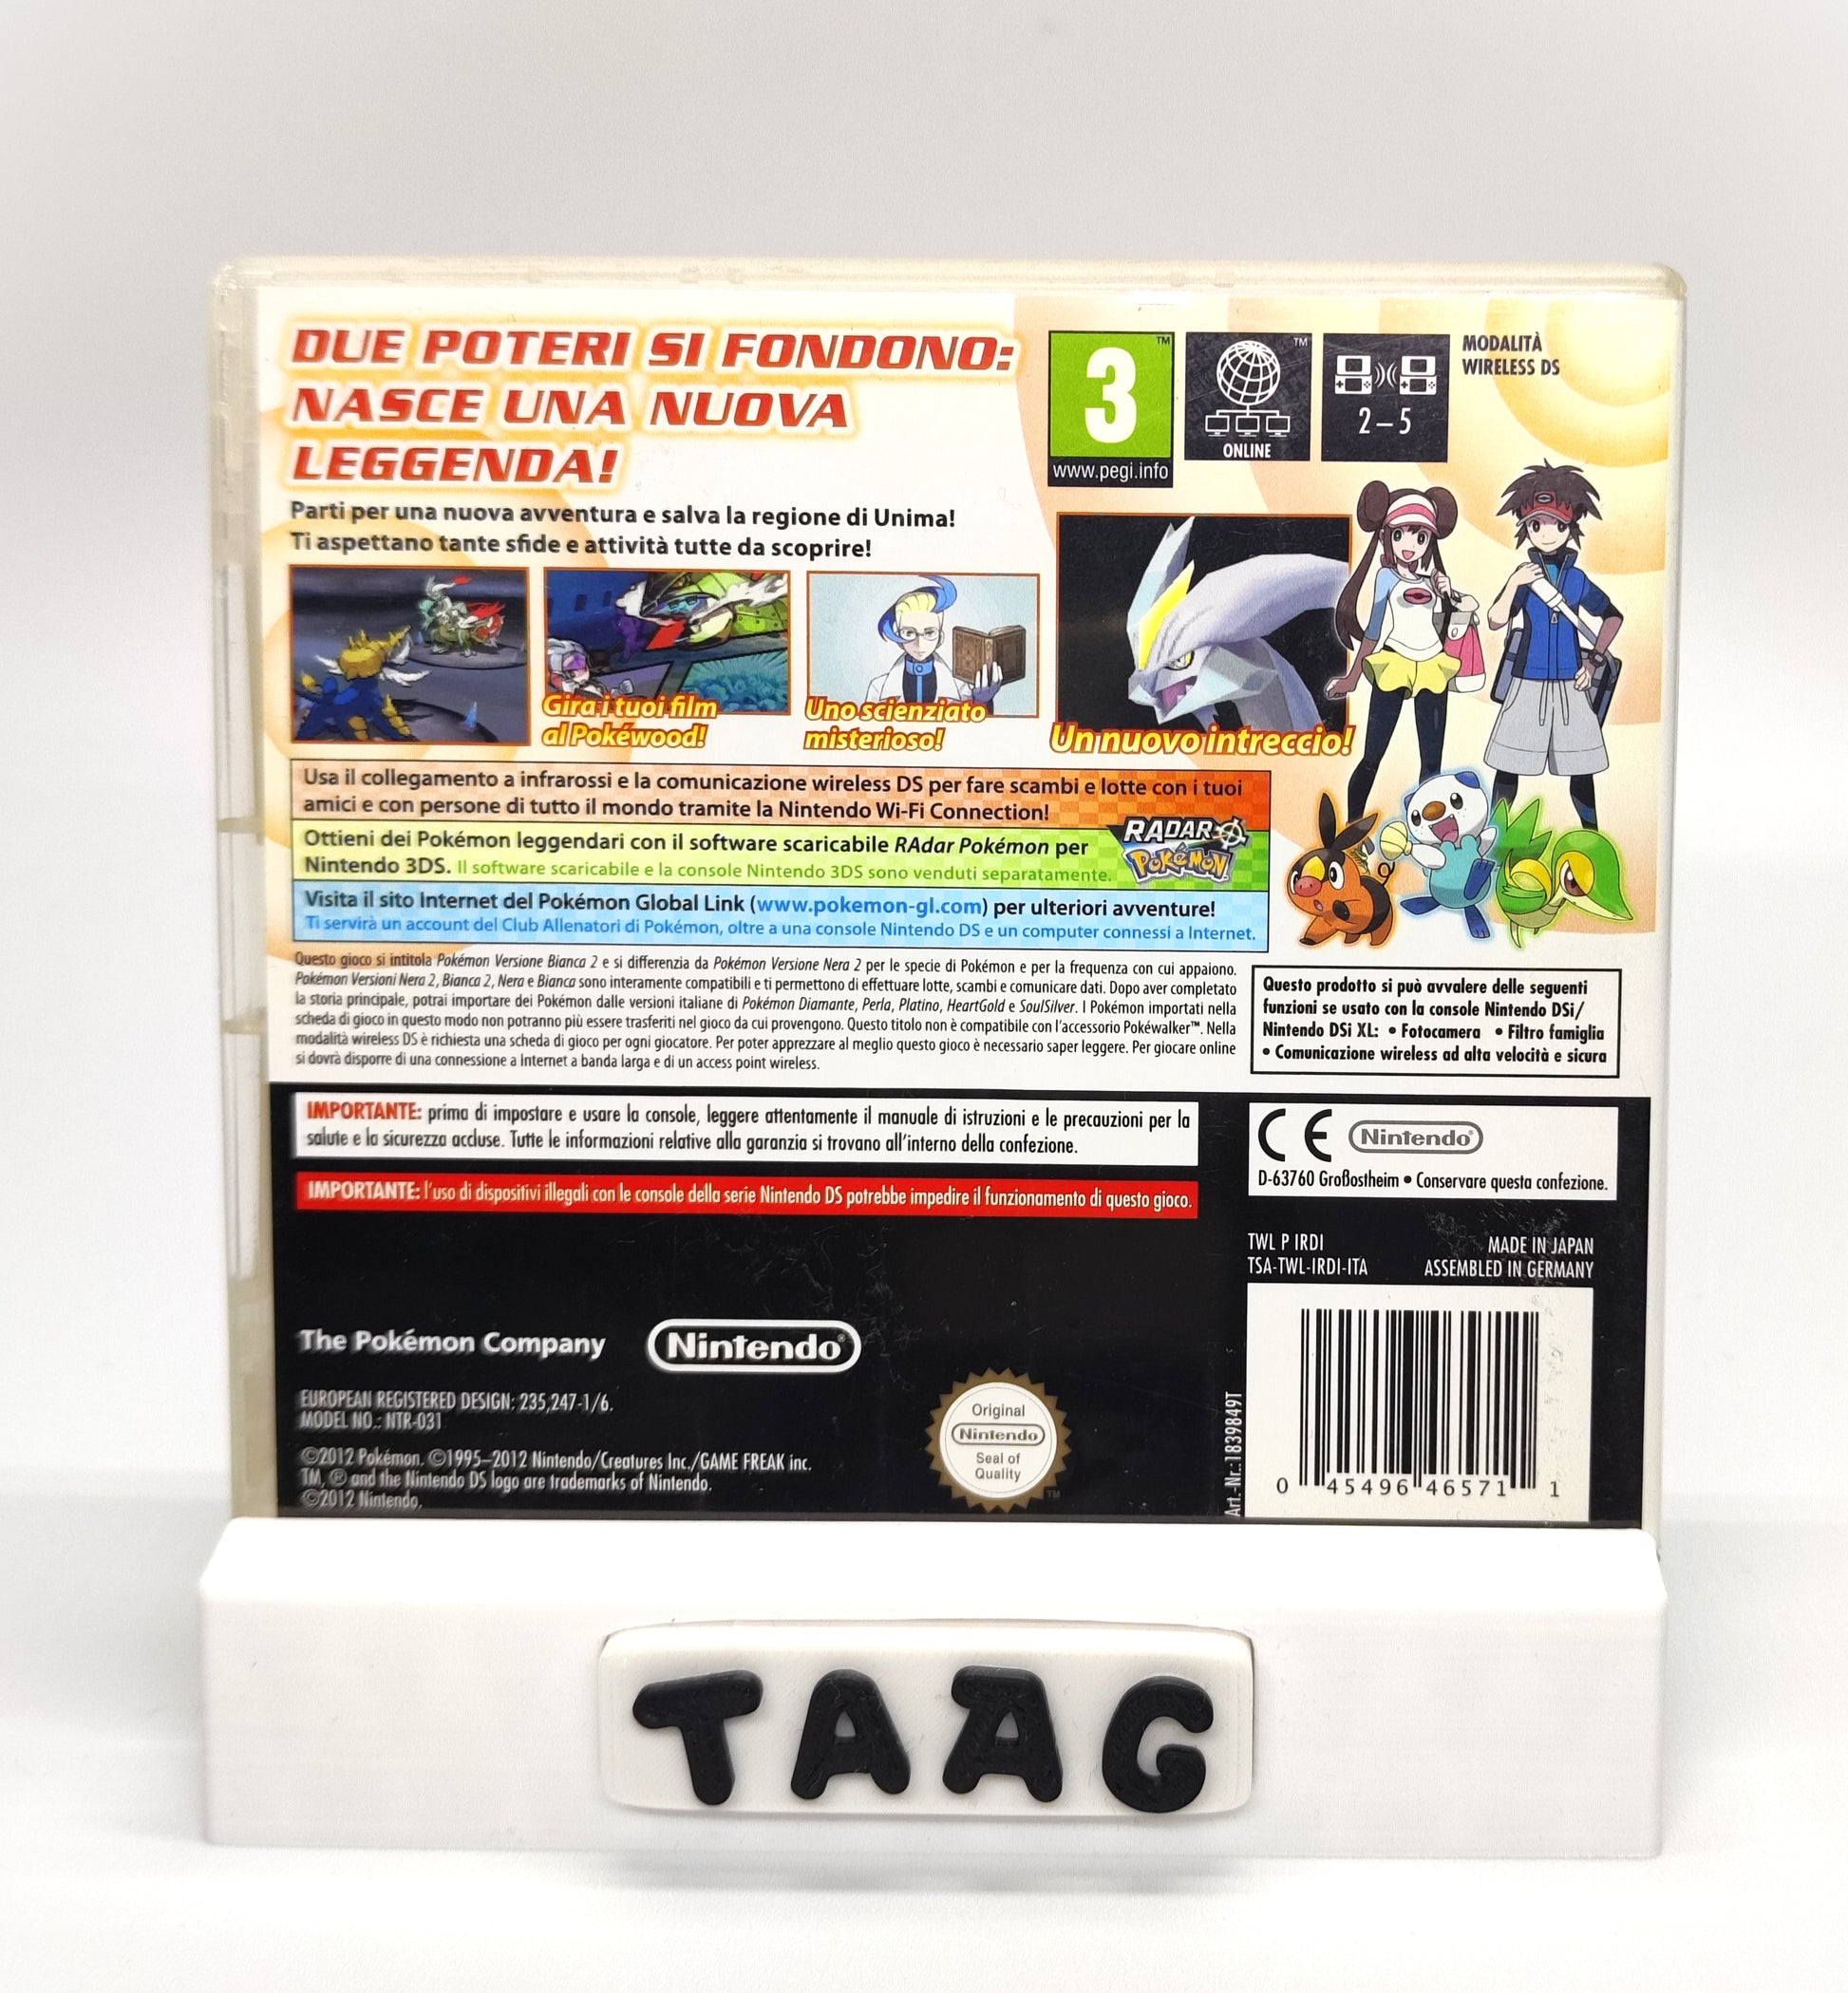 DUE POTERI SI FONDONO:
NASCE UNA NUOVA
LEGGENDA!
Parti per una nuova avventura e salva la regione di Unima!
Ti aspettano tante sfide e attività tutte da scoprire!
3™
www.pegi.info
™
ONLINE
2–5
MODALITÀ
WIRELESS DS
Gira i tuoi film
al Pokéwood!
Uno scienziato
misterioso!
Un nuovo intreccio!
Usa il collegamento a infrarossi e la comunicazione wireless DS per fare scambi e lotte con i tuoi
amici e con persone di tutto il mondo tramite la Nintendo Wi-Fi Connection!
Ottieni dei Pokémon leggendari con il software scaricabile RAdar Pokémon per
Nintendo 3DS. Il software scaricabile e la console Nintendo 3DS sono venduti separatamente.
RADAR
POKéMON
Visita il sito Internet del Pokémon Global Link (www.pokemon-gl.com) per ulteriori avventure!
Ti servirà un account del Club Allenatori di Pokémon, oltre a una console Nintendo DS e un computer connessi a Internet.
Questo gioco si intitola Pokémon Versione Bianca 2 e si differenzia da Pokémon Versione Nera 2 per le specie di Pokémon e per la frequenza con cui appaiono.
Pokémon Versioni Nera 2, Bianca 2, Nera e Bianca sono interamente compatibili e ti permettono di effettuare lotte, scambi e comunicare dati. Dopo aver completato
la storia principale, potrai importare dei Pokémon dalle versioni italiane di Pokémon Diamante, Perla, Platino, HeartGold e SoulSilver. I Pokémon importati nella
scheda di gioco in questo modo non potranno più essere trasferiti nel gioco da cui provengono. Questo titolo non è compatibile con l'accessorio Pokéwalker™. Nella
modalità wireless DS è richiesta una scheda di gioco per ogni giocatore. Per poter apprezzare al meglio questo gioco è necessario saper leggere. Per giocare online
si dovrà disporre di una connessione a Internet a banda larga e di un access point wireless.
Questo prodotto si può avvalere delle seguenti
funzioni se usato con la console Nintendo DSi/
Nintendo DSi XL: • Fotocamera • Filtro famiglia
• Comunicazione wireless ad alta velocità e sicura
IMPORTANTE: prima di impostare e usare la console, leggere attentamente il manuale di istruzioni e le precauzioni per la
salute e la sicurezza accluse. Tutte le informazioni relative alla garanzia si trovano all'interno della confezione.
IMPORTANTE: l'uso di dispositivi illegali con le console della serie Nintendo DS potrebbe impedire il funzionamento di questo gioco.
CE Nintendo®
D-63760 Großostheim • Conservare questa confezione.
TWL P IRDI
TSA-TWL-IRDI-ITA
MADE IN JAPAN
ASSEMBLED IN GERMANY
The Pokémon Company
Nintendo®
EUROPEAN REGISTERED DESIGN: 235,247-1/6.
MODEL NO.: NTR-031
©2012 Pokémon. ©1995–2012 Nintendo/Creatures Inc./GAME FREAK inc.
TM, ® and the Nintendo DS logo are trademarks of Nintendo.
©2012 Nintendo.
Original
Nintendo
Seal of
Quality
TM
Art.-Nr.:1839849T
0 45496 46571 1
TAAG